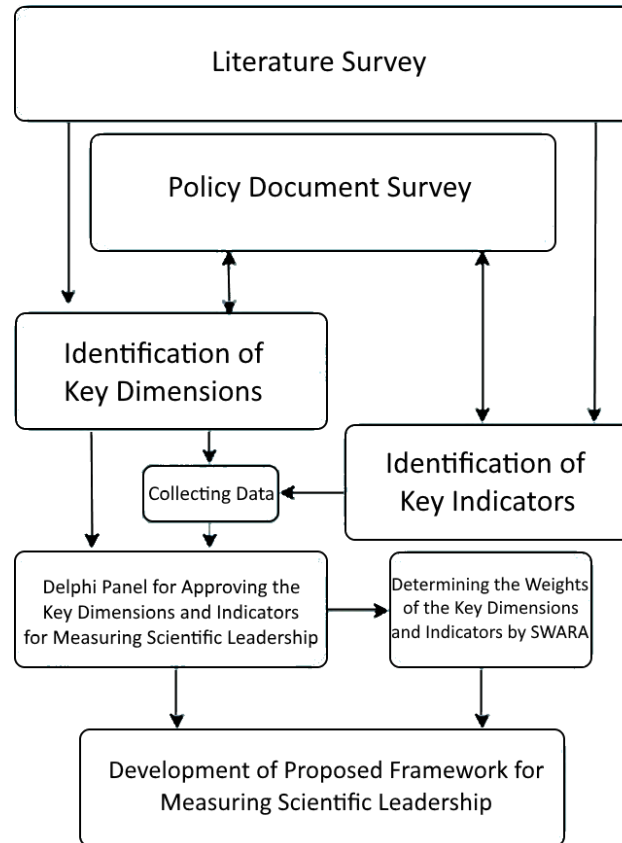 Literature Survey
Policy Document Survey
Identification of
Key Dimensions
Identification of
Key Indicators
Collecting Data
Delphi Panel for Approving the
Key Dimensions and Indicators
for Measuring Scientific Leadership
Determining the Weights
of the Key Dimensions
and Indicators by SWARA
Development of Proposed Framework for
Measuring Scientific Leadership